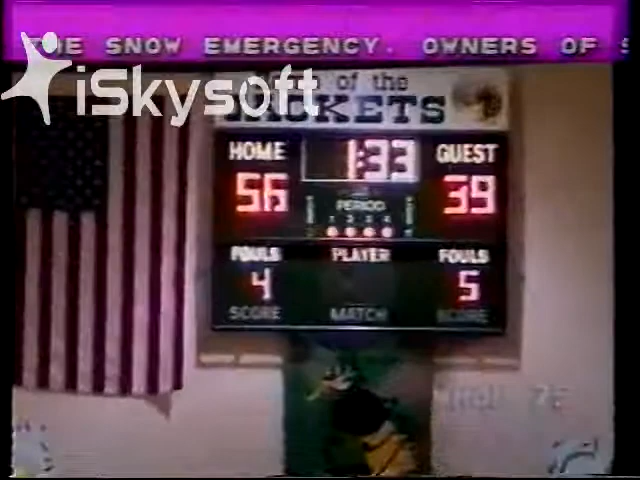 THE SNOW EMERGENCY. OWNERS OF
iSkysoft
of the
JACKETS
HOME 1:33 GUEST
56 39
PERIOD
1 2 3 4
FOULS PLAYER FOULS
4 5
SCORE MATCH SCORE